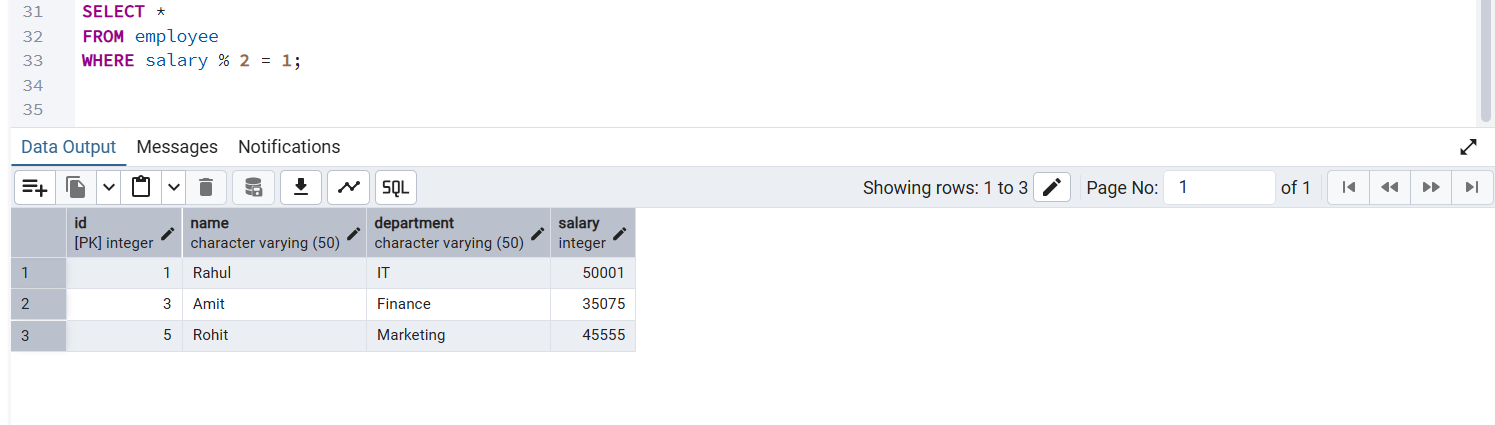 31 SELECT *
32 FROM employee
33 WHERE salary % 2 = 1;
34
35
Data Output Messages Notifications
SQL Showing rows: 1 to 3 Page No: 1 of 1
id name department salary
[PK] integer character varying (50) character varying (50) integer
1 1 Rahul IT 50001
2 3 Amit Finance 35075
3 5 Rohit Marketing 45555